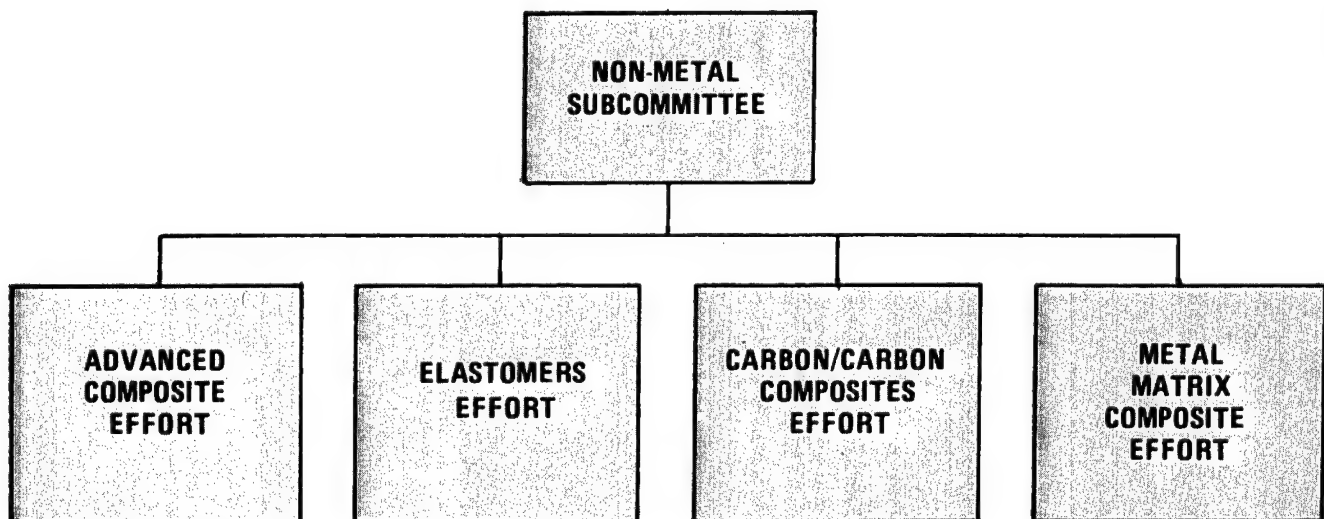 NON-METAL
SUBCOMMITTEE
ADVANCED
COMPOSITE
EFFORT
ELASTOMERS
EFFORT
CARBON/CARBON
COMPOSITES
EFFORT
METAL
MATRIX
COMPOSITE
EFFORT